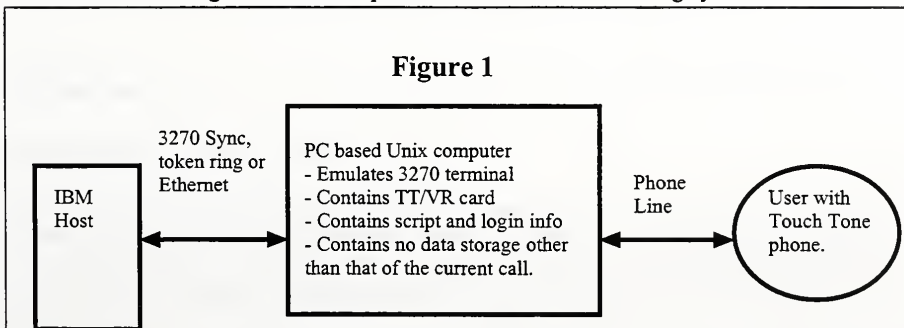 Figure 1
IBM
Host
3270 Sync,
token ring or
Ethernet
PC based Unix computer
- Emulates 3270 terminal
- Contains TT/VR card
- Contains script and login info
- Contains no data storage other
than that of the current call.
Phone
Line
User with
Touch Tone
phone.